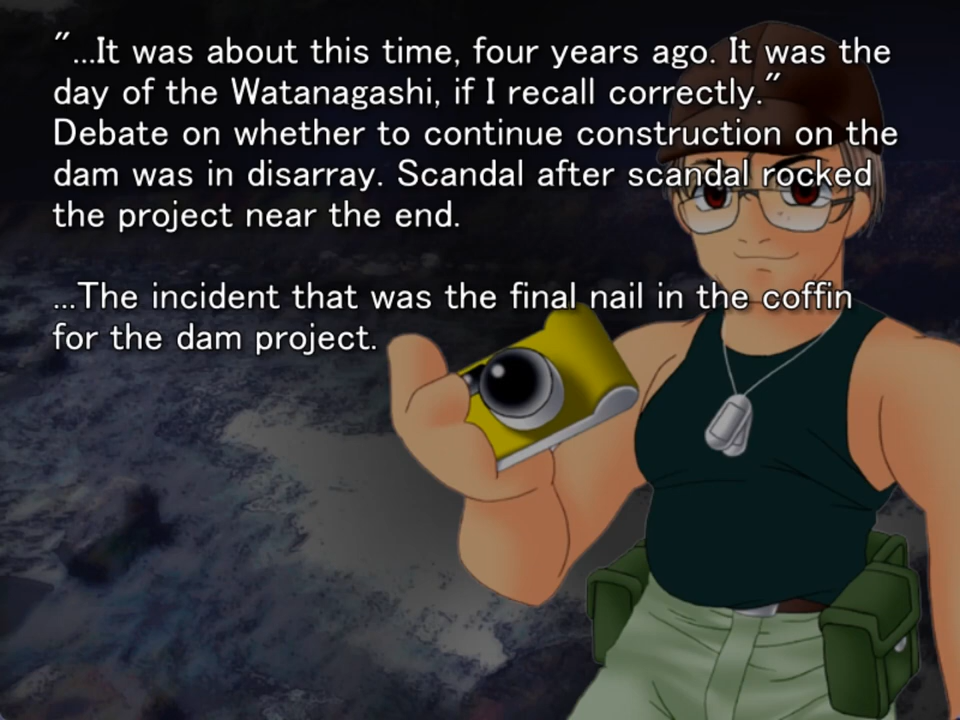 "...It was about this time, four years ago. It was the
day of the Watanagashi, if I recall correctly."
Debate on whether to continue construction on the
dam was in disarray. Scandal after scandal rocked
the project near the end.
...The incident that was the final nail in the coffin
for the dam project.